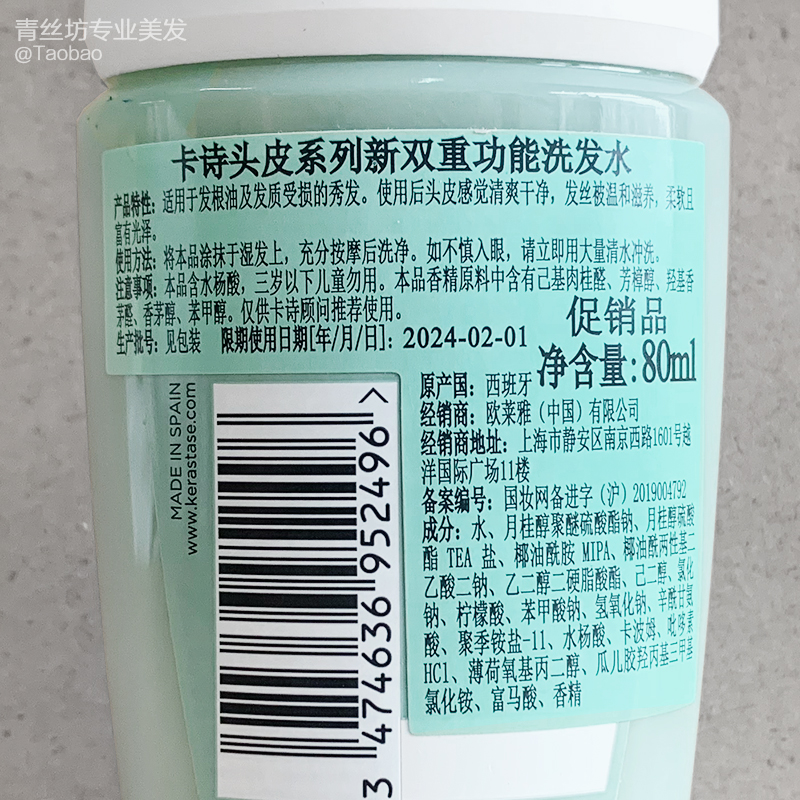 青丝坊专业美发
@Taobao
卡诗头皮系列新双重功能洗发水
产品特性：适用于发根油及发质受损的秀发。使用后头皮感觉清爽干净，发丝被温和滋养，柔软且
富有光泽。
使用方法：将本品涂抹于湿发上，充分按摩后洗净。如不慎入眼，请立即用大量清水冲洗。
注意事项：本品含水杨酸，三岁以下儿童勿用。本品香精原料中含有己基肉桂醛、芳樟醇、羟基香
茅醛、香茅醇、苯甲醇。仅供卡诗顾问推荐使用。
生产批号：见包装 限期使用日期[年/月/日]：2024-02-01
促销品
净含量:80ml
原产国：西班牙
经销商：欧莱雅（中国）有限公司
经销商地址：上海市静安区南京西路1601号越
洋国际广场11楼
备案编号：国妆网备进字（沪）2019004792
成分：水、月桂醇聚醚硫酸酯钠、月桂醇硫酸
酯 TEA 盐、椰油酰胺 MIPA、椰油酰两性基二
乙酸二钠、乙二醇二硬脂酸酯、己二醇、氯化
钠、柠檬酸、苯甲酸钠、氢氧化钠、辛酰甘氨
酸、聚季铵盐-11、水杨酸、卡波姆、吡哆素
HCl、薄荷氧基丙二醇、瓜儿胶羟丙基三甲基
氯化铵、富马酸、香精
MADE IN SPAIN
www.kerastase.com
3 474636 952496 >